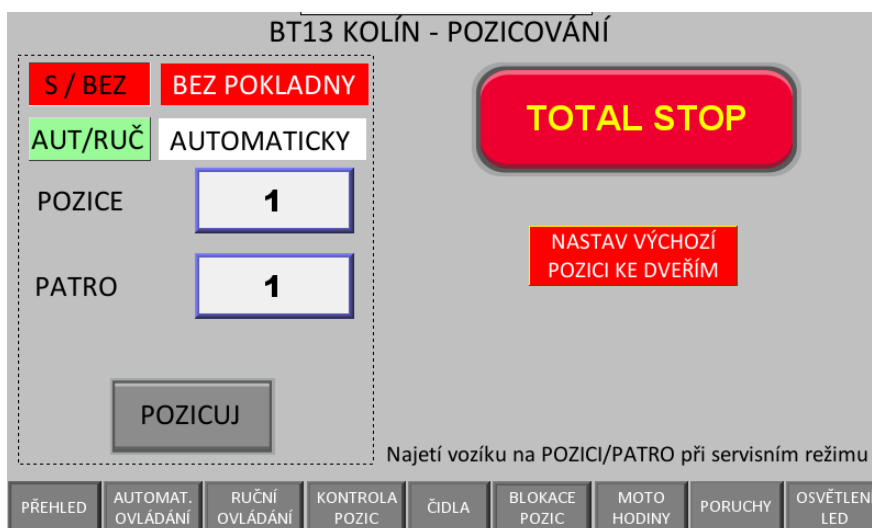 BT13 KOLÍN - POZICOVÁNÍ
S / BEZ
BEZ POKLADNY
AUT/RUČ
AUTOMATICKY
POZICE
1
PATRO
1
POZICUJ
TOTAL STOP
NASTAV VÝCHOZÍ
POZICI KE DVEŘÍM
Najetí vozíku na POZICI/PATRO při servisním režimu
PŘEHLED
AUTOMAT.
OVLÁDÁNÍ
RUČNÍ
OVLÁDÁNÍ
KONTROLA
POZIC
ČIDLA
BLOKACE
POZIC
MOTO
HODINY
PORUCHY
OSVĚTLENÍ
LED